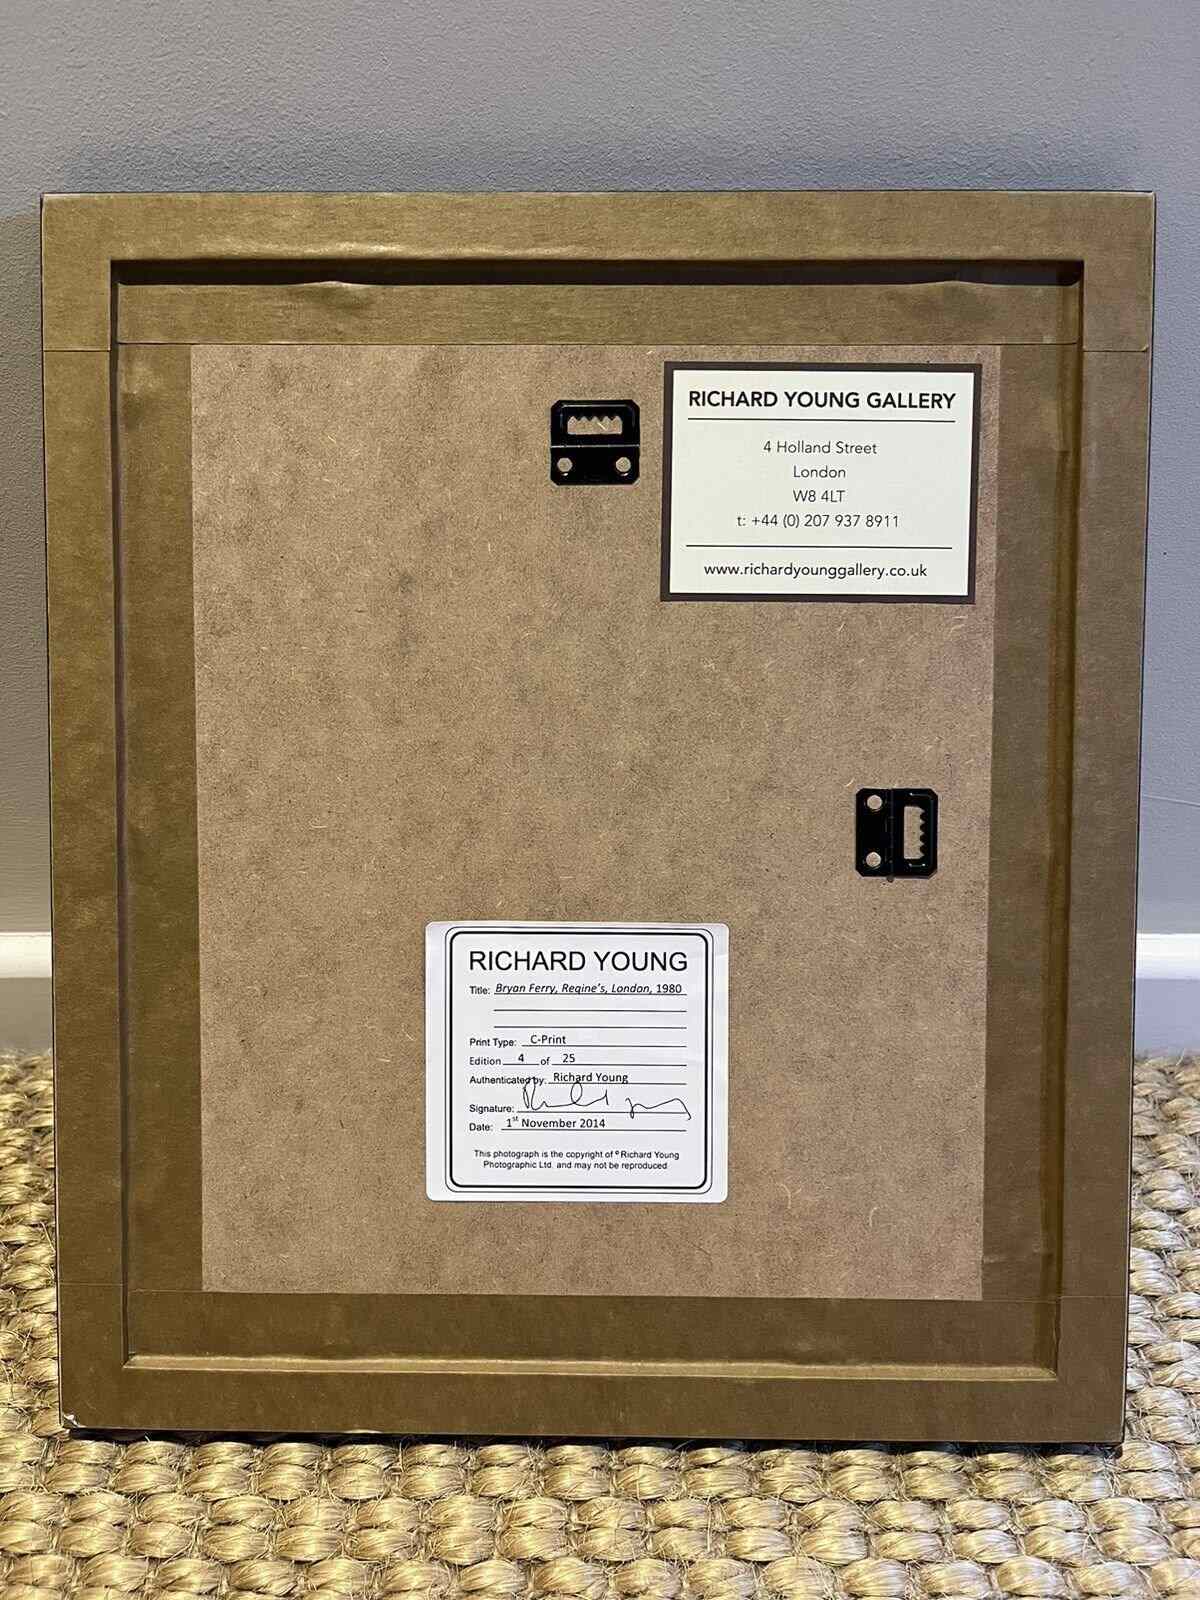 RICHARD YOUNG GALLERY
4 Holland Street
London
W8 4LT
t: +44 (0) 207 937 8911
www.richardyounggallery.co.uk
RICHARD YOUNG
Title: Bryan Ferry, Regine's, London, 1980
Print Type: C-Print
Edition 4 of 25
Authenticated by: Richard Young
Signature: Richard Young
Date: 1st November 2014
This photograph is the copyright of © Richard Young
Photographic Ltd. and may not be reproduced